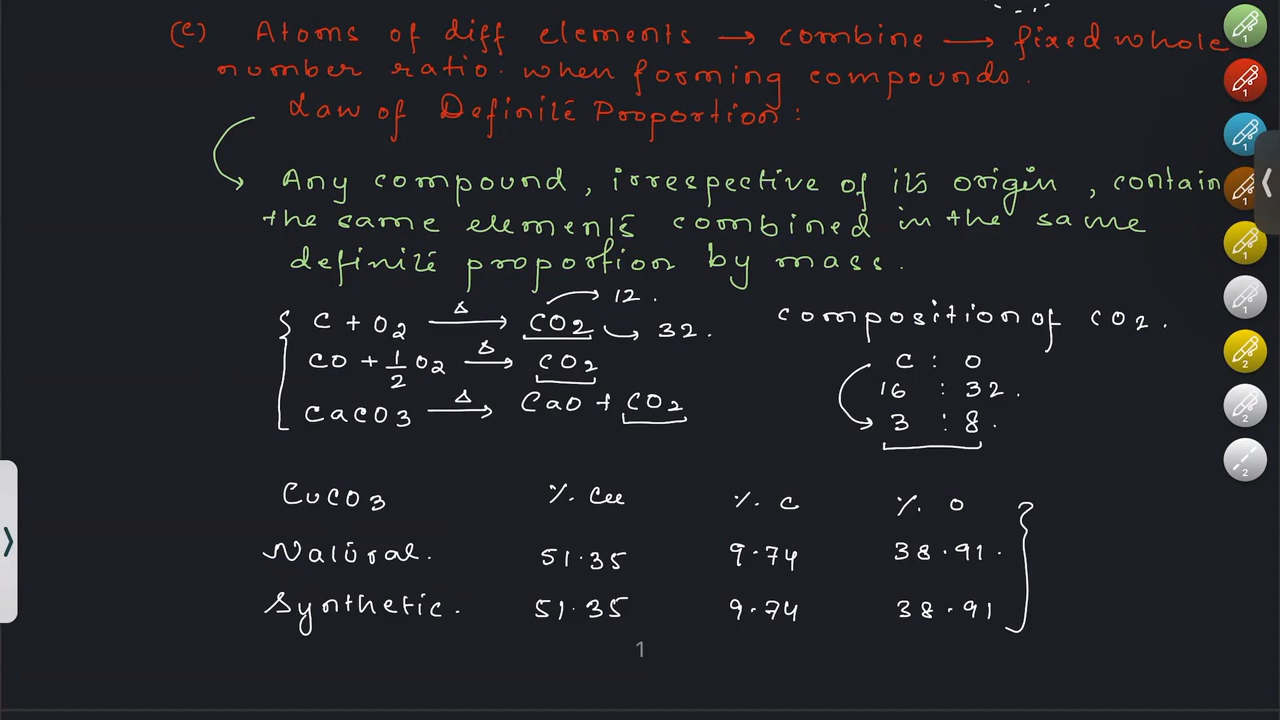 (e) Atoms of diff elements → combine → fixed whole
number ratio. when forming compounds.
Law of Definite Proportion:
Any compound, irrespective of its origin, contain
the same elements combined in the same
definite proportion by mass.
C + O2 →Δ CO2 → 12.
→ 32.
CO + 1/2 O2 →Δ CO2
CaCO3 →Δ CaO + CO2
composition of CO2.
C : O
16 : 32.
3 : 8.
CuCO3 %. Cu %. C %. O
Natural. 51.35 9.74 38.91.
Synthetic. 51.35 9.74 38.91
1